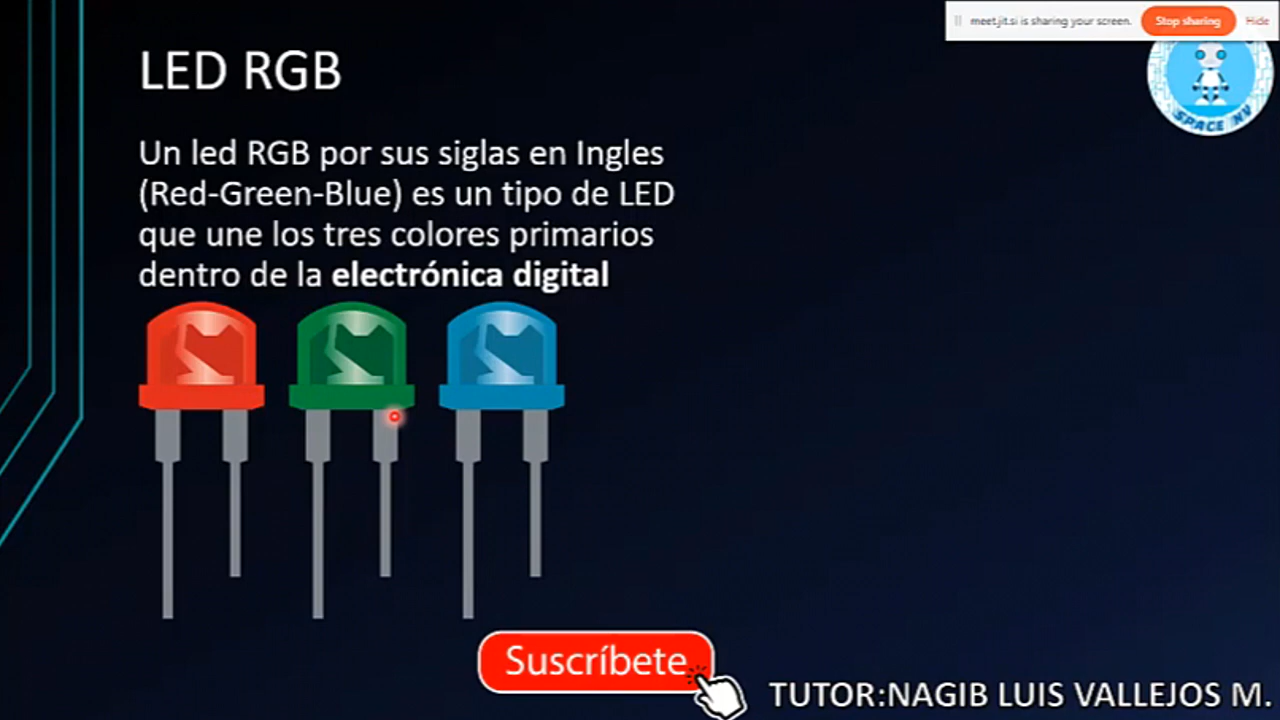 meet.jit.si is sharing your screen. Stop sharing Hide
SPACE NV
LED RGB
Un led RGB por sus siglas en Ingles
(Red-Green-Blue) es un tipo de LED
que une los tres colores primarios
dentro de la electrónica digital
Suscríbete
TUTOR:NAGIB LUIS VALLEJOS M.